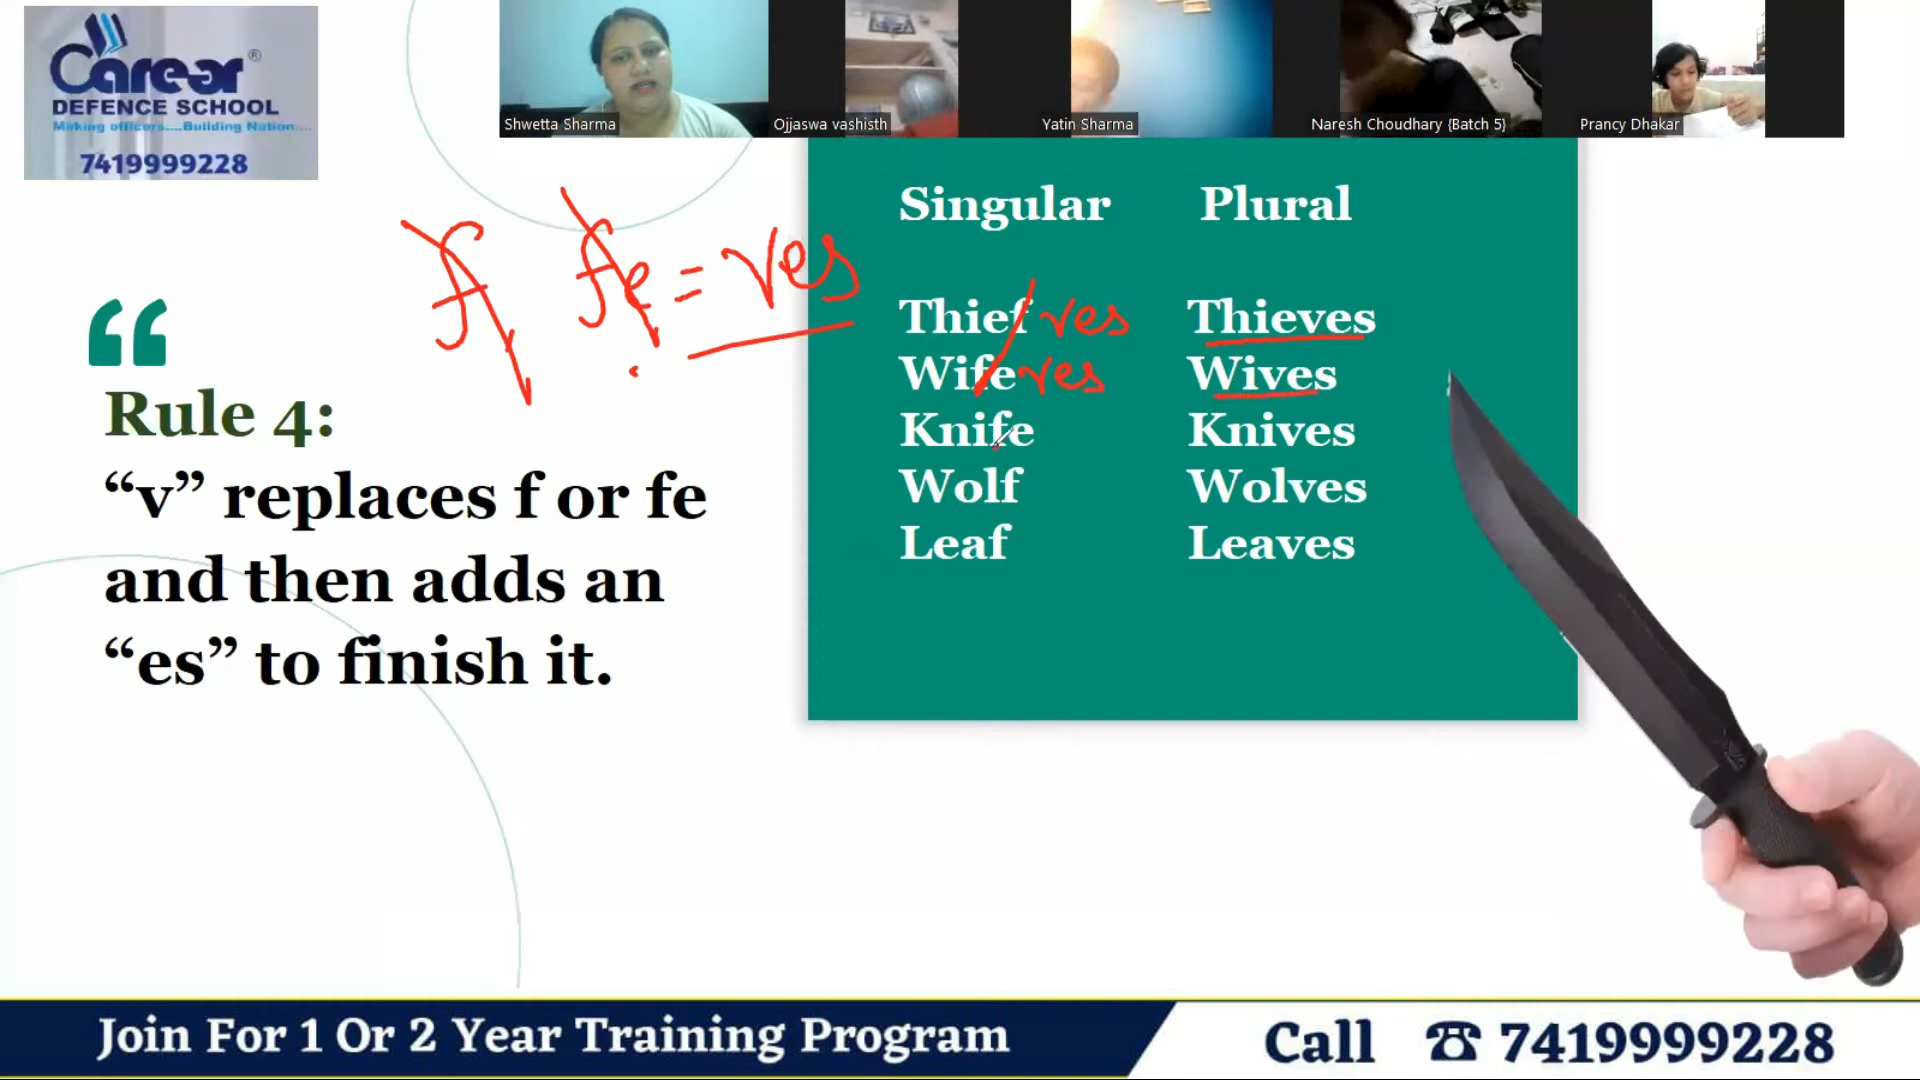 Carear
®
DEFENCE SCHOOL
Making officers....Building Nation....
7419999228
Shwetta Sharma
Ojjaswa vashisth
Yatin Sharma
Naresh Choudhary {Batch 5}
Prancy Dhakar
f fe = ves
Rule 4:
“v” replaces f or fe
and then adds an
“es” to finish it.
Singular Plural
Thief ves Thieves
Wife ves Wives
Knife Knives
Wolf Wolves
Leaf Leaves
Join For 1 Or 2 Year Training Program
Call ☎ 7419999228